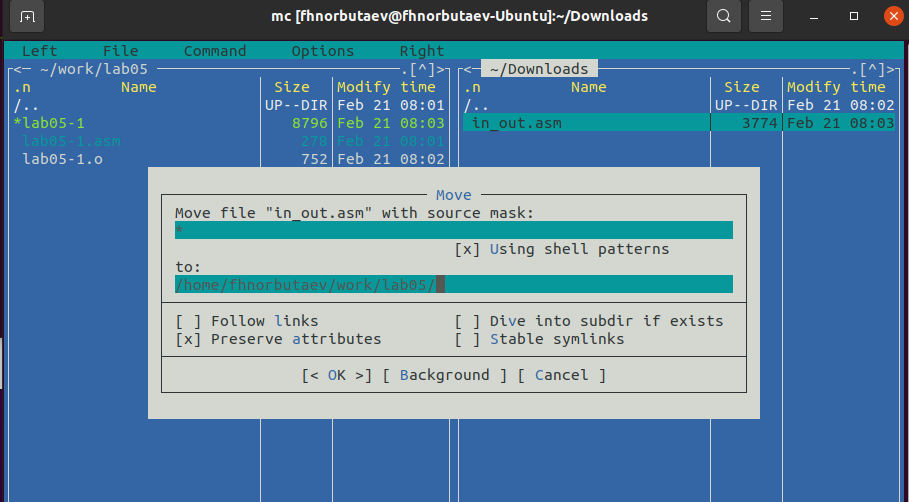 mc [fhnorbutaev@fhnorbutaev-Ubuntu]:~/Downloads
Left File Command Options Right
<─ ~/work/lab05 ─.[^]> <─ ~/Downloads ─.[^]>
.n Name Size Modify time .n Name Size Modify time
/.. UP--DIR Feb 21 08:01 /.. UP--DIR Feb 21 08:02
*lab05-1 8796 Feb 21 08:03 in_out.asm 3774 Feb 21 08:03
lab05-1.asm 278 Feb 21 08:01
lab05-1.o 752 Feb 21 08:02
Move
Move file "in_out.asm" with source mask:
*
[x] Using shell patterns
to:
/home/fhnorbutaev/work/lab05/
[ ] Follow links [ ] Dive into subdir if exists
[x] Preserve attributes [ ] Stable symlinks
[< OK >] [ Background ] [ Cancel ]